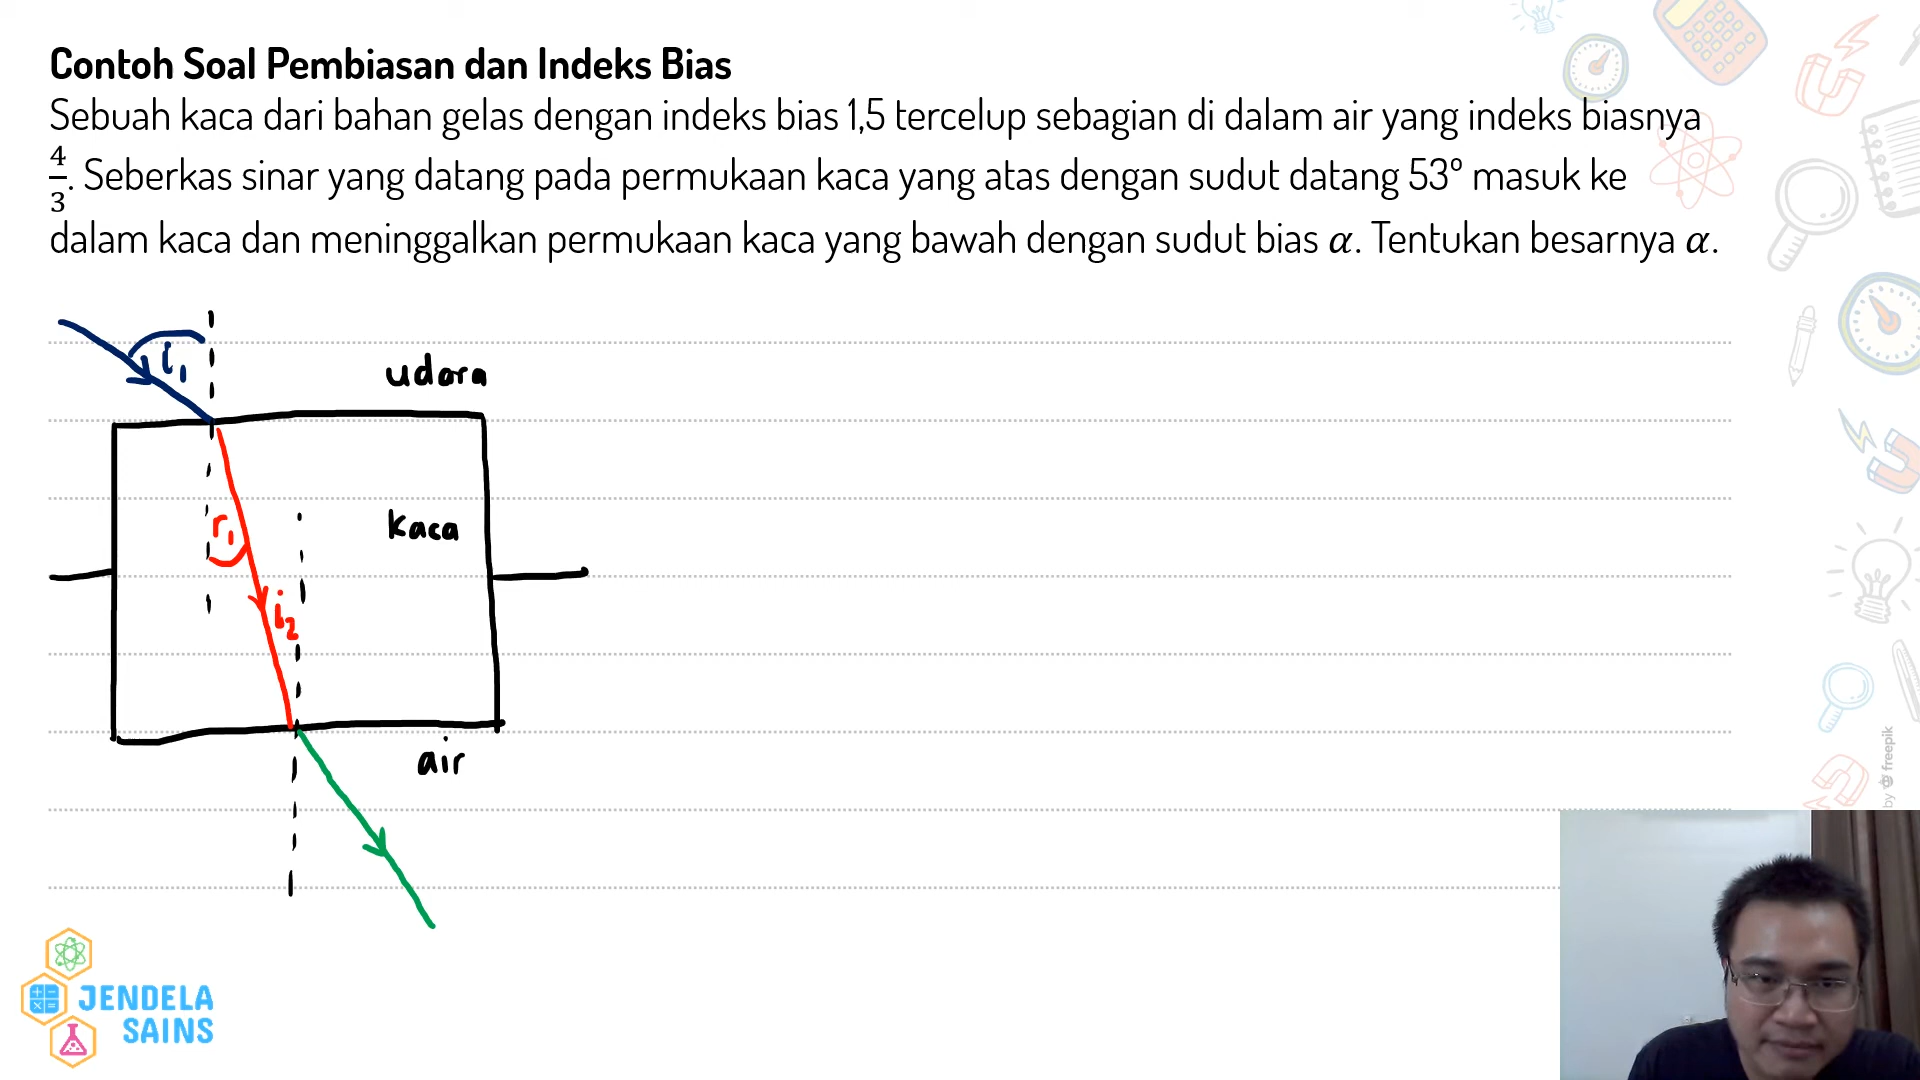 Contoh Soal Pembiasan dan Indeks Bias
Sebuah kaca dari bahan gelas dengan indeks bias 1,5 tercelup sebagian di dalam air yang indeks biasnya
4/3. Seberkas sinar yang datang pada permukaan kaca yang atas dengan sudut datang 53º masuk ke
dalam kaca dan meninggalkan permukaan kaca yang bawah dengan sudut bias α. Tentukan besarnya α.
i₁
udara
r₁
kaca
i₂
air
JENDELA
SAINS
by freepik